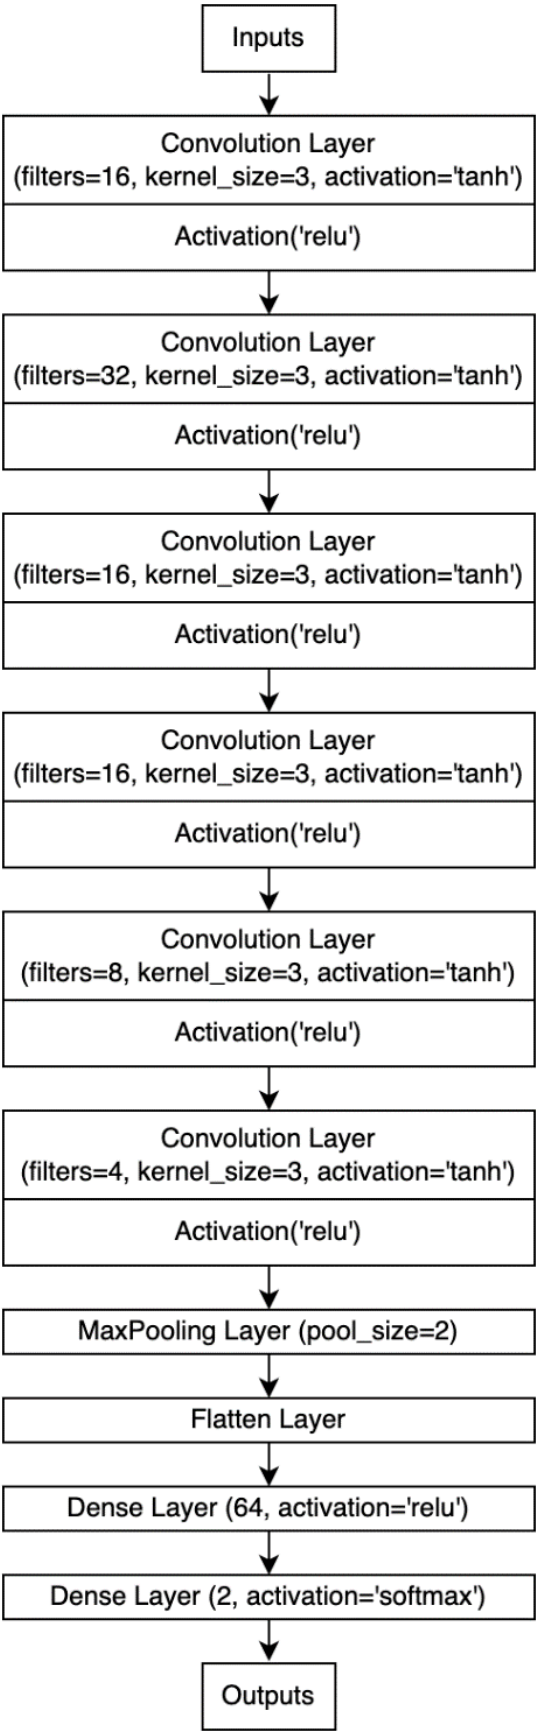 Inputs
Convolution Layer
(filters=16, kernel_size=3, activation='tanh')
Activation('relu')
Convolution Layer
(filters=32, kernel_size=3, activation='tanh')
Activation('relu')
Convolution Layer
(filters=16, kernel_size=3, activation='tanh')
Activation('relu')
Convolution Layer
(filters=16, kernel_size=3, activation='tanh')
Activation('relu')
Convolution Layer
(filters=8, kernel_size=3, activation='tanh')
Activation('relu')
Convolution Layer
(filters=4, kernel_size=3, activation='tanh')
Activation('relu')
MaxPooling Layer (pool_size=2)
Flatten Layer
Dense Layer (64, activation='relu')
Dense Layer (2, activation='softmax')
Outputs